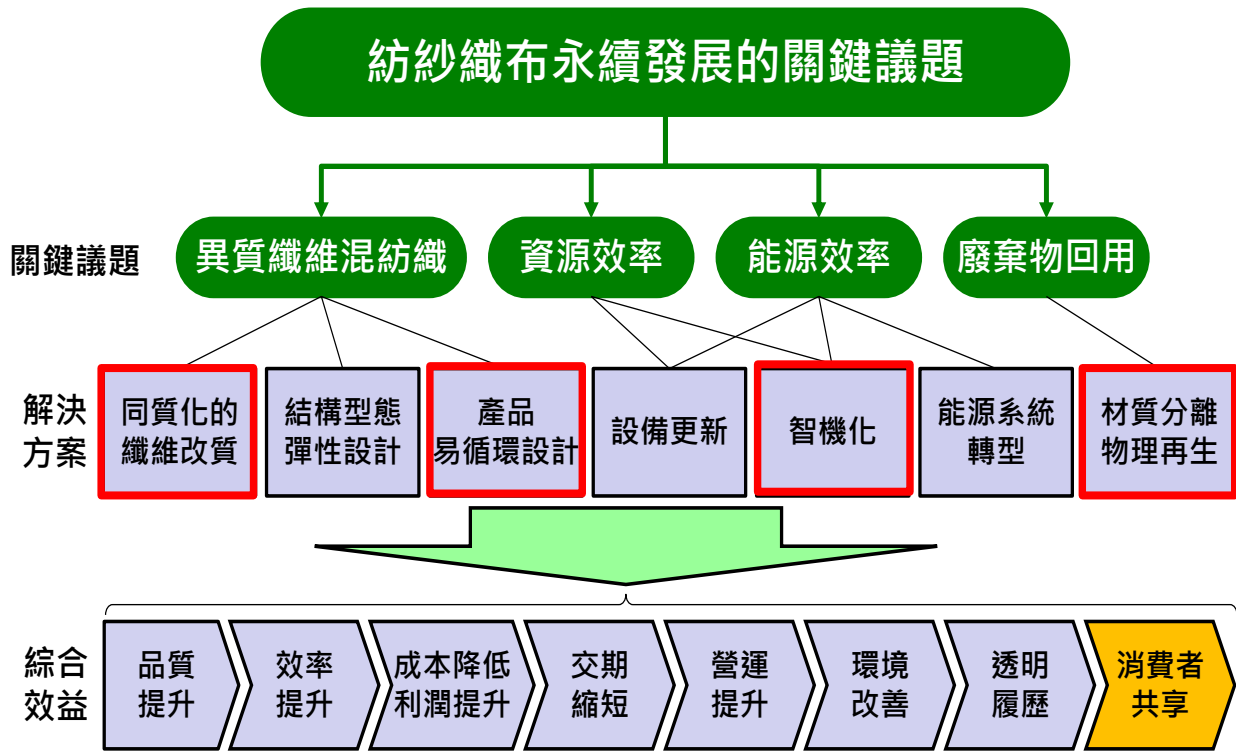 紡紗織布永續發展的關鍵議題
關鍵議題
異質纖維混紡織
資源效率
能源效率
廢棄物回用
解決
方案
同質化的
纖維改質
結構型態
彈性設計
產品
易循環設計
設備更新
智機化
能源系統
轉型
材質分離
物理再生
綜合
效益
品質
提升
效率
提升
成本降低
利潤提升
交期
縮短
營運
提升
環境
改善
透明
履歷
消費者
共享